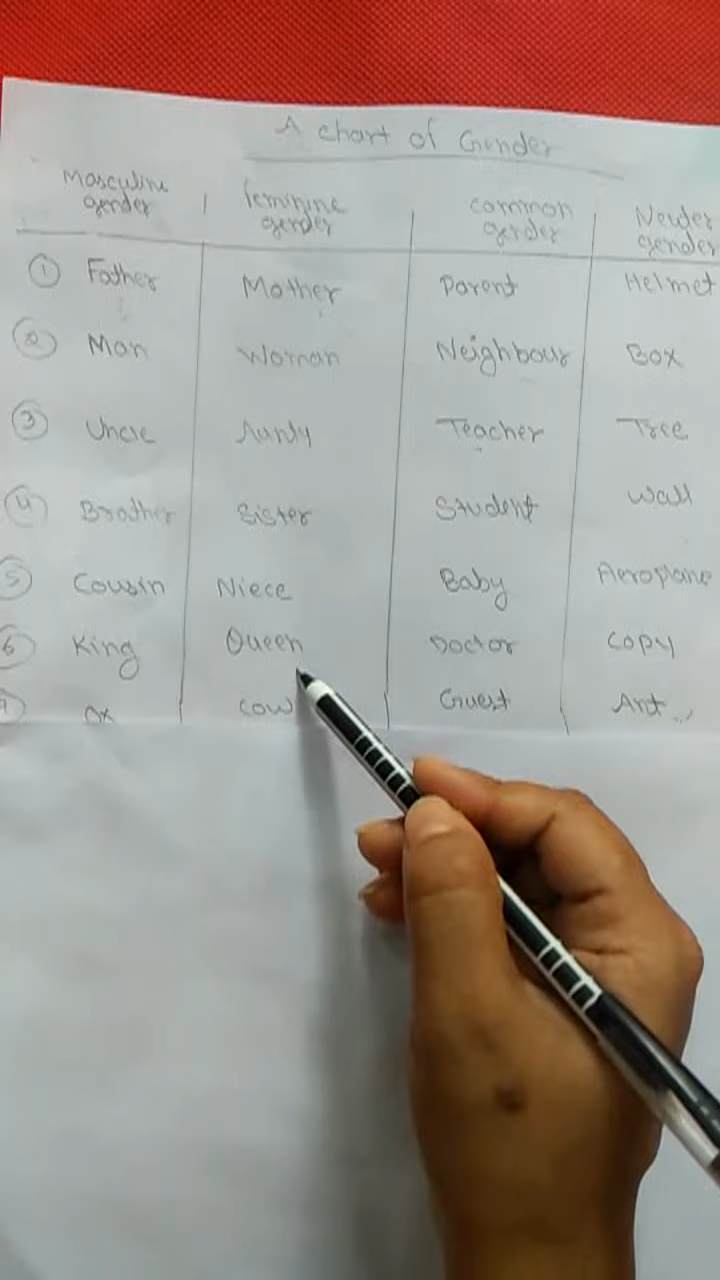 A chart of Gender
Masculine gender | feminine gender | common gender | Neuter gender
① Father Mother Parent Helmet
② Man Woman Neighbour Box
③ Uncle Aunty Teacher Tree
④ Brother Sister Student Wall
⑤ Cousin Niece Baby Aeroplane
⑥ King Queen Doctor Copy
⑦ Ox Cow Guest Ant